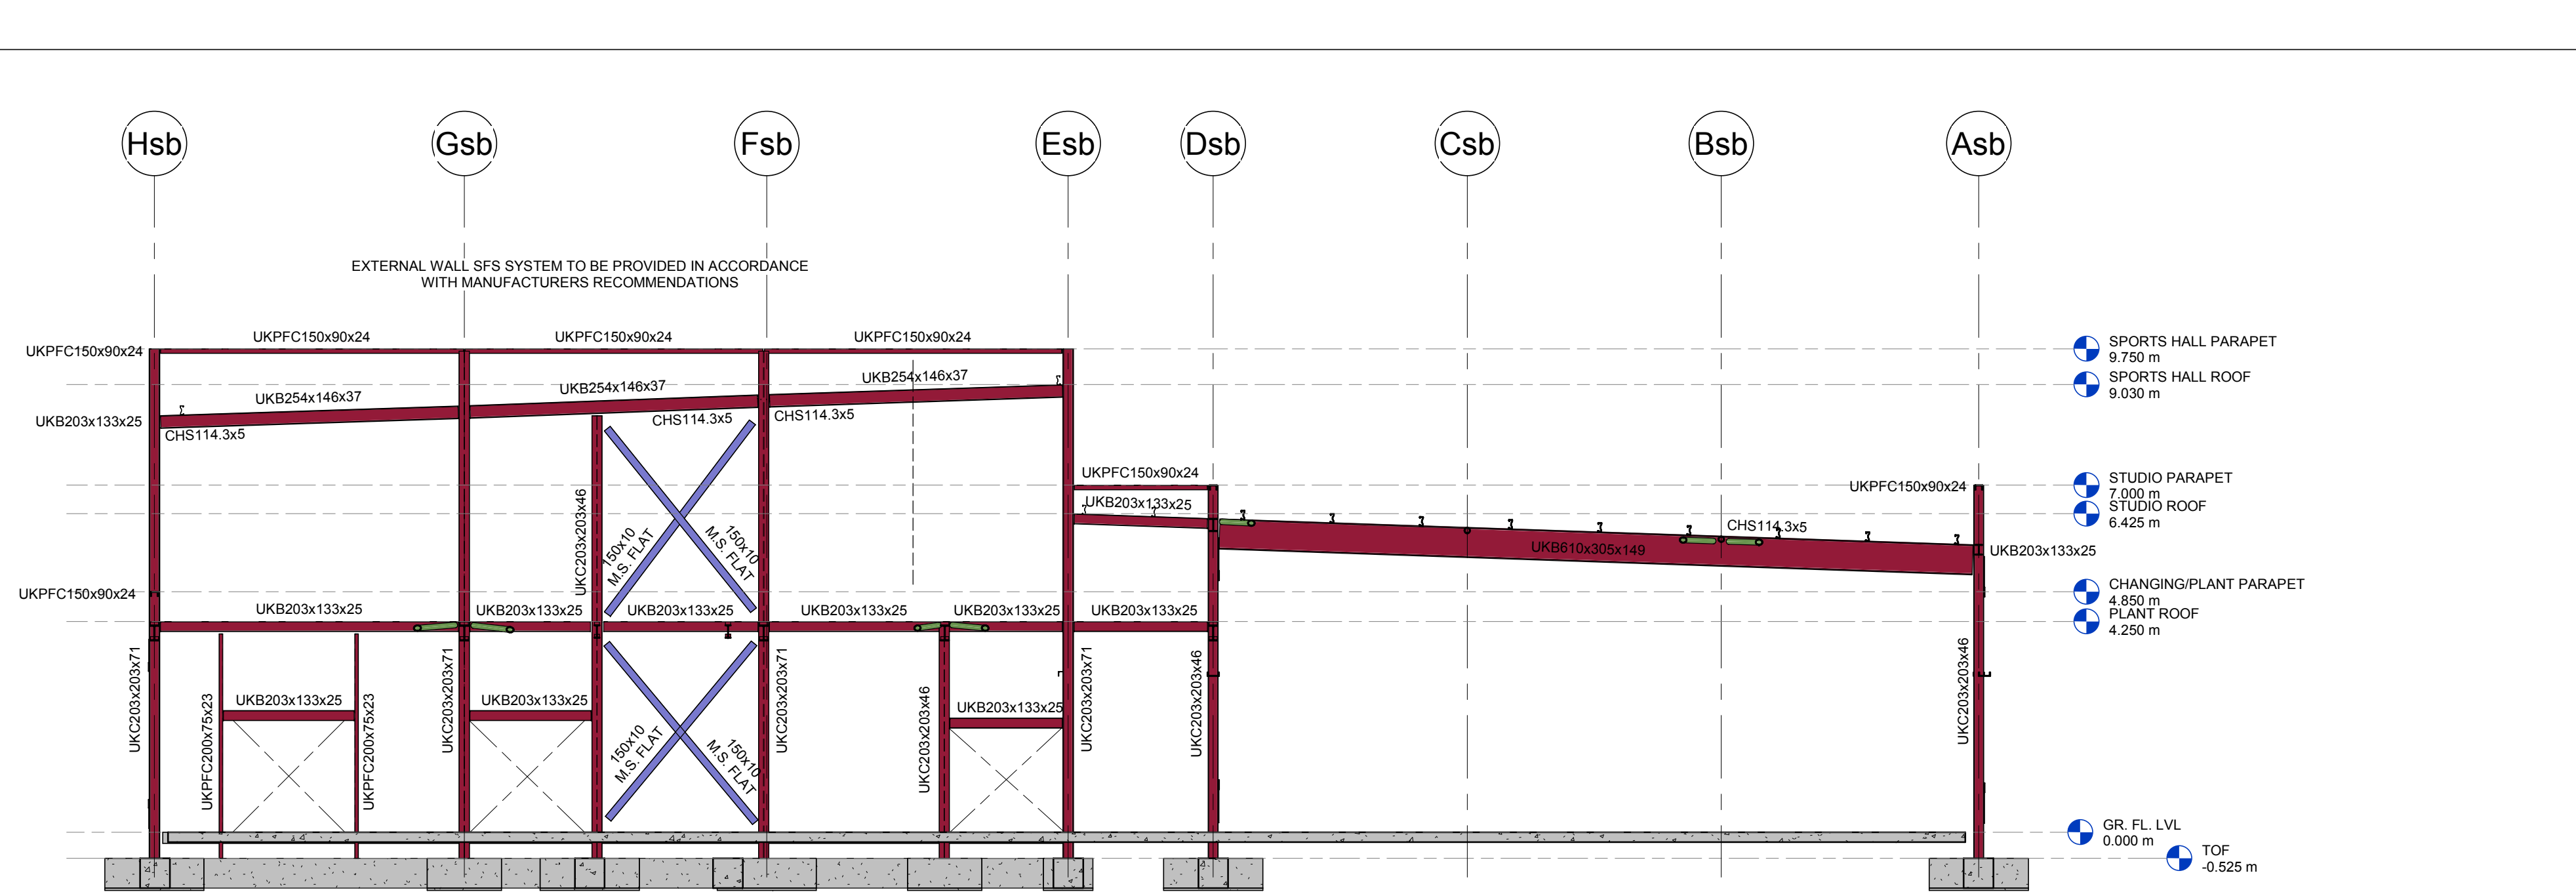 Hsb
Gsb
Fsb
Esb
Dsb
Csb
Bsb
Asb
EXTERNAL WALL SFS SYSTEM TO BE PROVIDED IN ACCORDANCE
WITH MANUFACTURERS RECOMMENDATIONS
UKPFC150x90x24
UKPFC150x90x24
UKPFC150x90x24
UKPFC150x90x24
SPORTS HALL PARAPET
9.750 m
UKB254x146x37
UKB254x146x37
UKB254x146x37
SPORTS HALL ROOF
9.030 m
UKB203x133x25
CHS114.3x5
CHS114.3x5
CHS114.3x5
UKPFC150x90x24
UKPFC150x90x24
STUDIO PARAPET
7.000 m
UKB203x133x25
STUDIO ROOF
6.425 m
CHS114.3x5
UKB610x305x149
UKB203x133x25
UKC203x203x46
150x10
M.S. FLAT
150x10
M.S. FLAT
UKPFC150x90x24
CHANGING/PLANT PARAPET
4.850 m
UKB203x133x25
UKB203x133x25
UKB203x133x25
UKB203x133x25
UKB203x133x25
UKB203x133x25
PLANT ROOF
4.250 m
UKC203x203x71
UKPFC200x75x23
UKB203x133x25
UKPFC200x75x23
UKC203x203x71
UKB203x133x25
150x10
M.S. FLAT
150x10
M.S. FLAT
UKC203x203x71
UKC203x203x46
UKB203x133x25
UKC203x203x71
UKC203x203x46
UKC203x203x46
GR. FL. LVL
0.000 m
TOF
-0.525 m